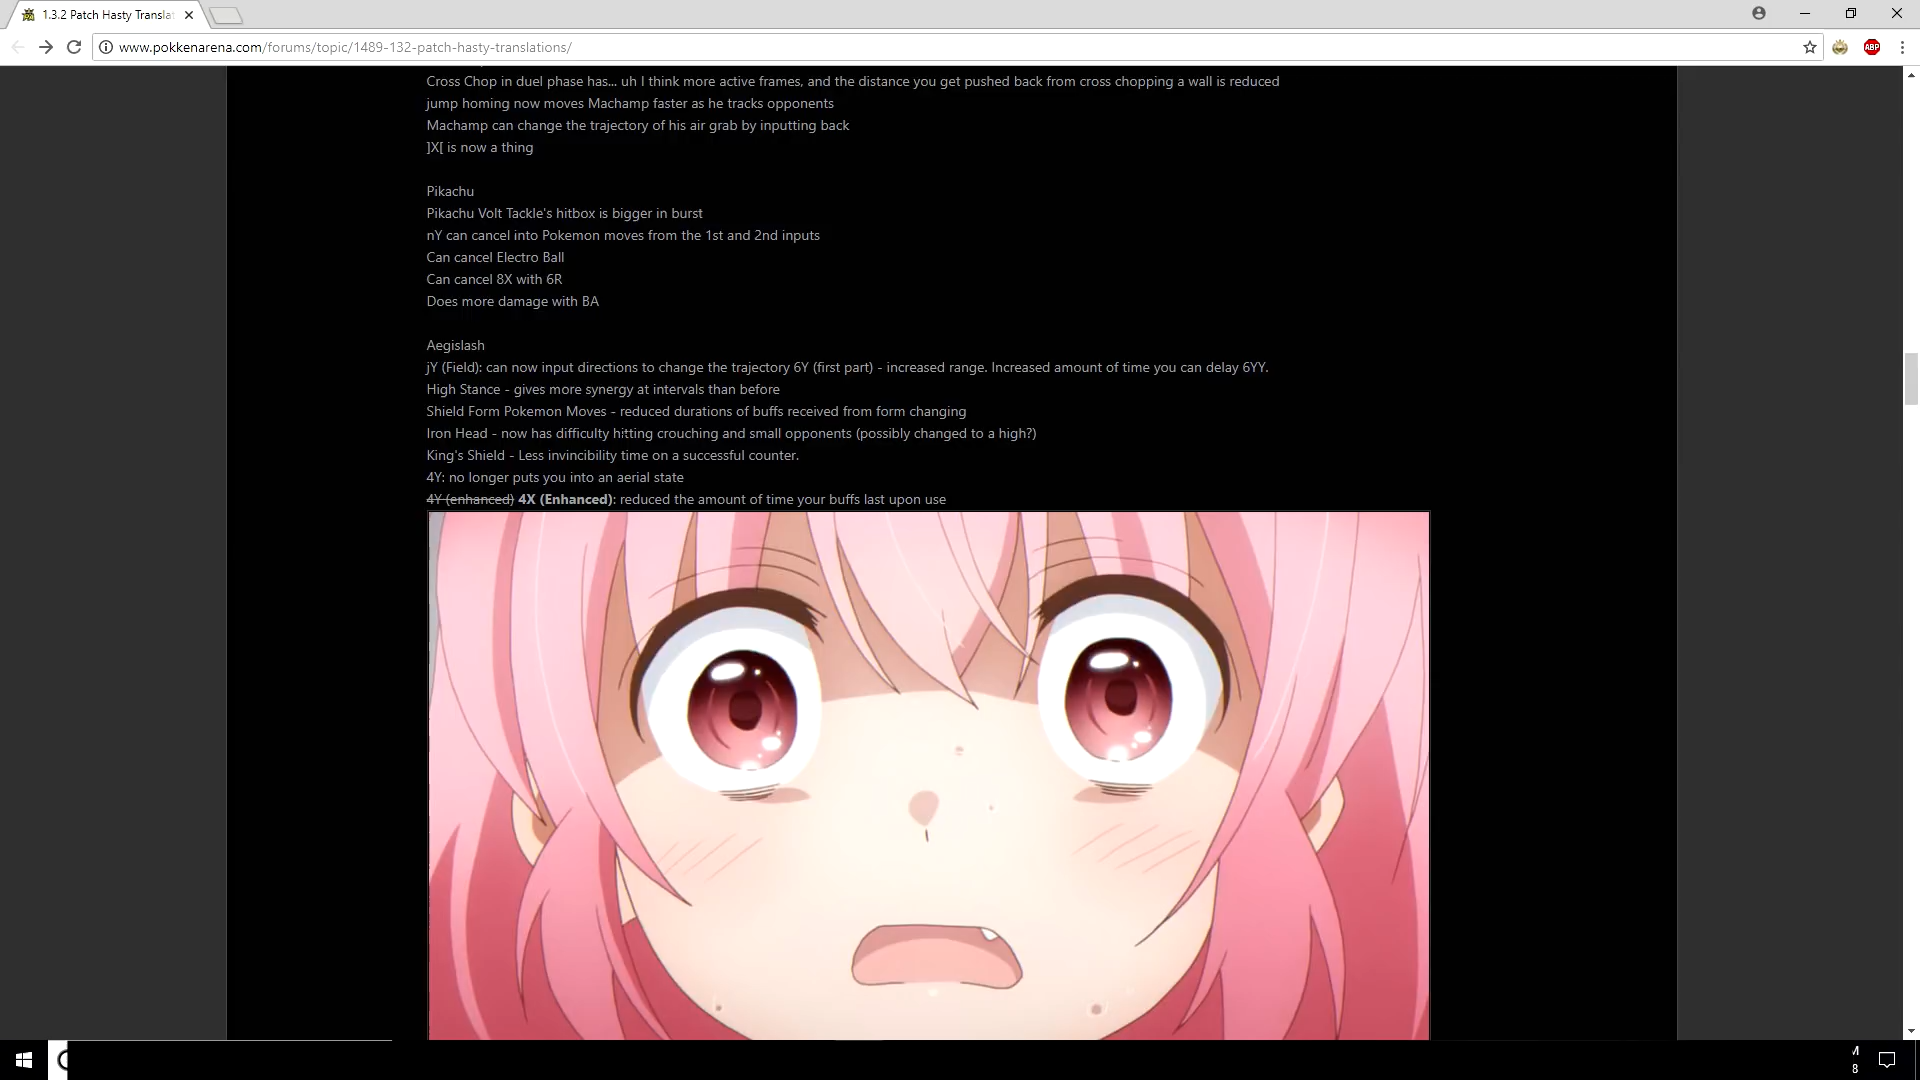 1.3.2 Patch Hasty Transla
www.pokkenarena.com/forums/topic/1489-132-patch-hasty-translations/
ABP
Cross Chop in duel phase has... uh I think more active frames, and the distance you get pushed back from cross chopping a wall is reduced
jump homing now moves Machamp faster as he tracks opponents
Machamp can change the trajectory of his air grab by inputting back
]X[ is now a thing
Pikachu
Pikachu Volt Tackle's hitbox is bigger in burst
nY can cancel into Pokemon moves from the 1st and 2nd inputs
Can cancel Electro Ball
Can cancel 8X with 6R
Does more damage with BA
Aegislash
jY (Field): can now input directions to change the trajectory 6Y (first part) - increased range. Increased amount of time you can delay 6YY.
High Stance - gives more synergy at intervals than before
Shield Form Pokemon Moves - reduced durations of buffs received from form changing
Iron Head - now has difficulty hitting crouching and small opponents (possibly changed to a high?)
King's Shield - Less invincibility time on a successful counter.
4Y: no longer puts you into an aerial state
4Y (enhanced) 4X (Enhanced): reduced the amount of time your buffs last upon use
8